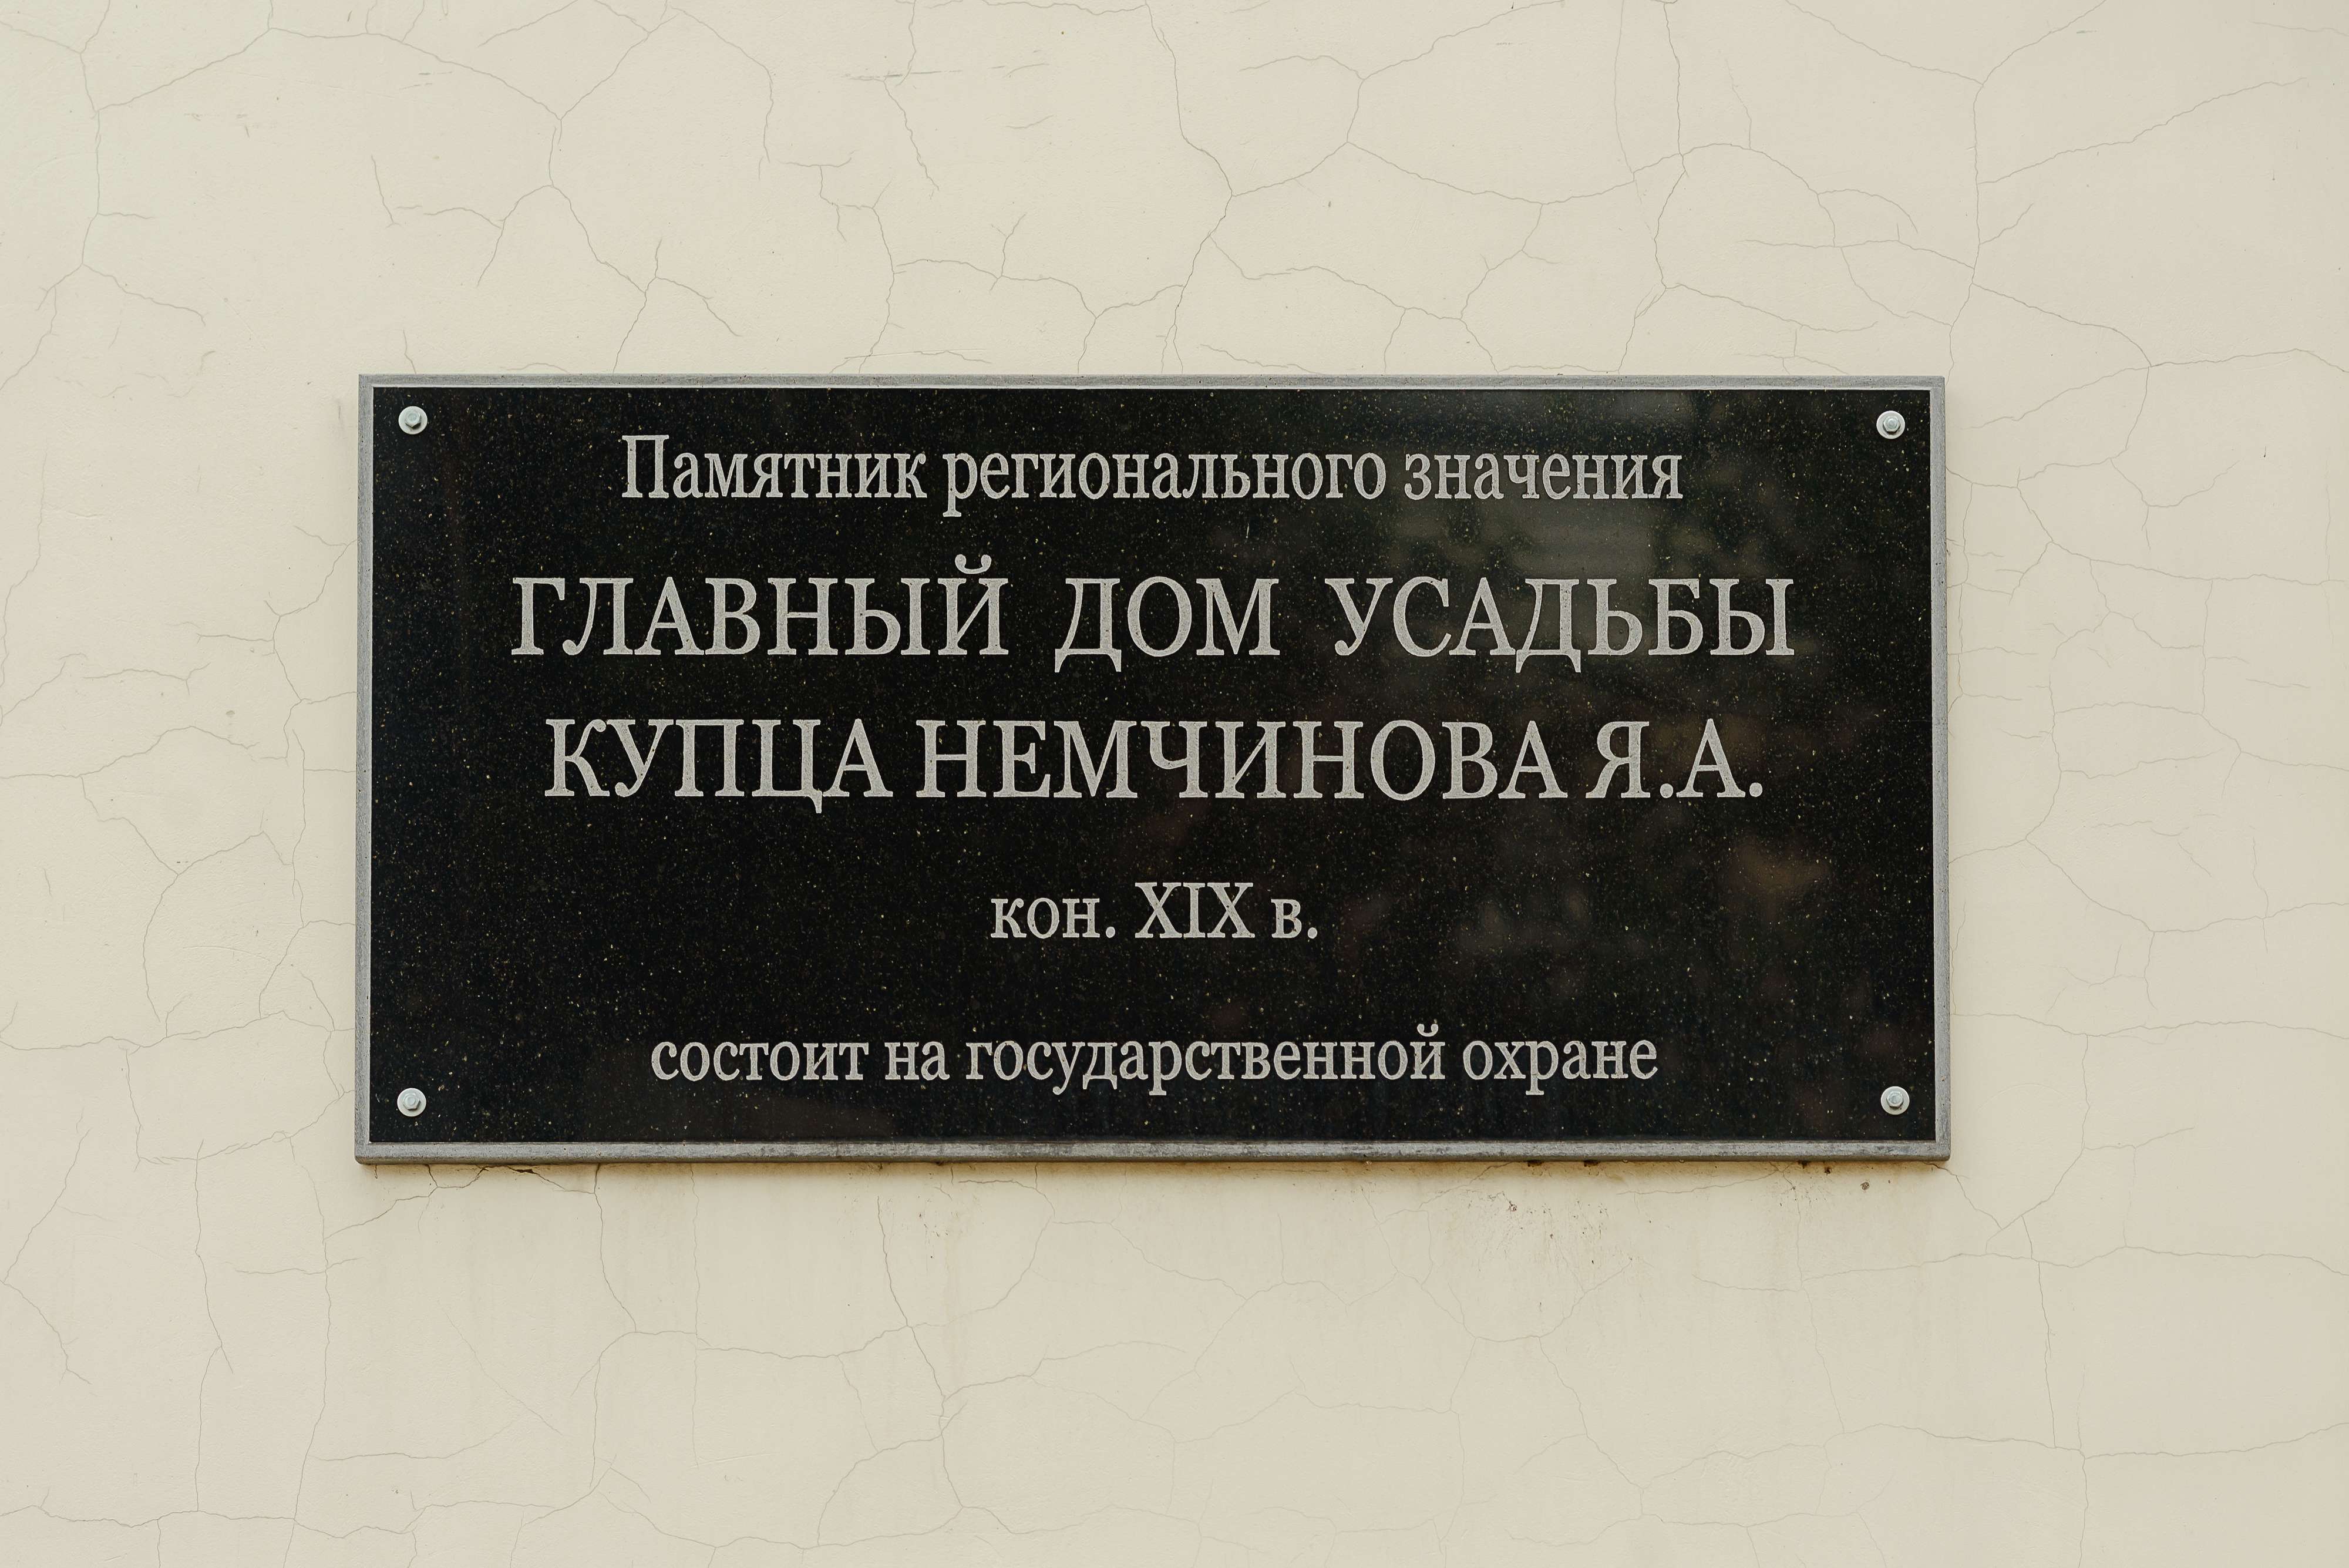 Памятник регионального значения
ГЛАВНЫЙ ДОМ УСАДЬБЫ
КУПЦА НЕМЧИНОВА Я.А.
кон. XIX в.
состоит на государственной охране